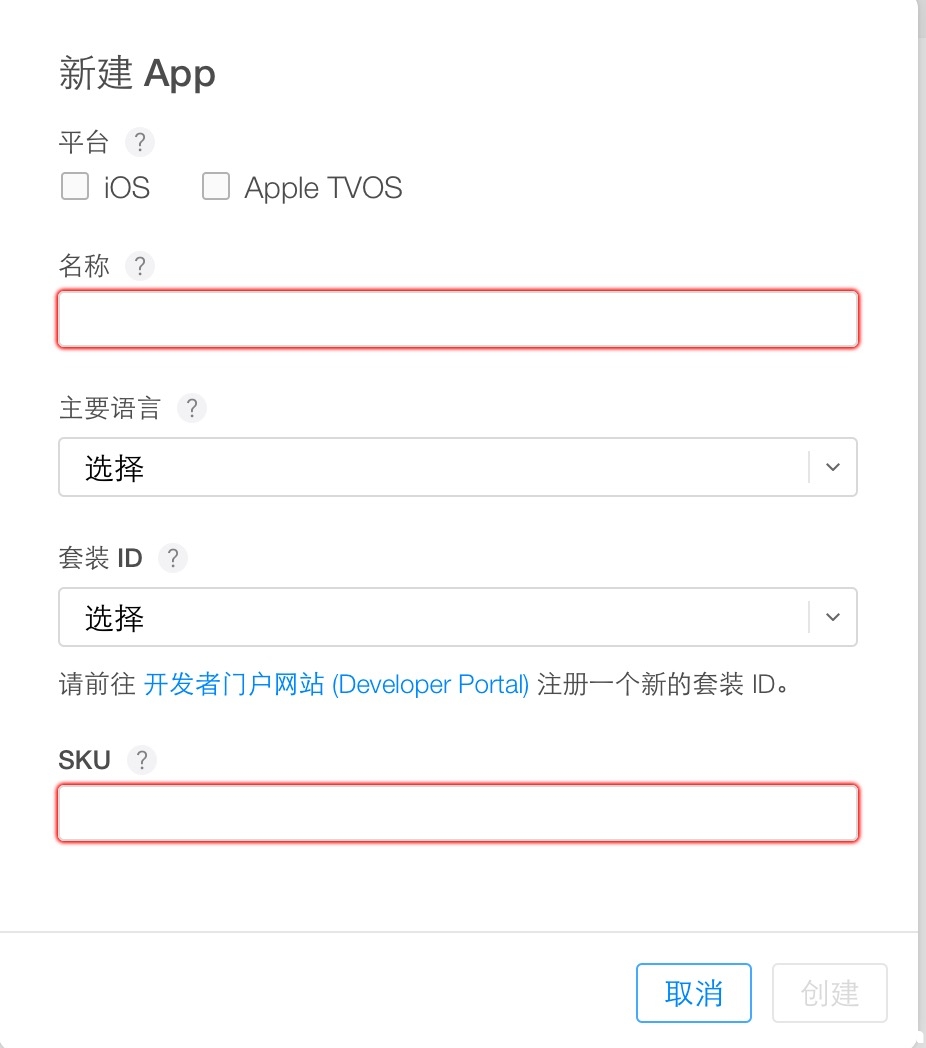 新建 App
平台 ?
iOS Apple TVOS
名称 ?
主要语言 ?
选择
套装 ID ?
选择
请前往 开发者门户网站 (Developer Portal) 注册一个新的套装 ID。
SKU ?
取消 创建